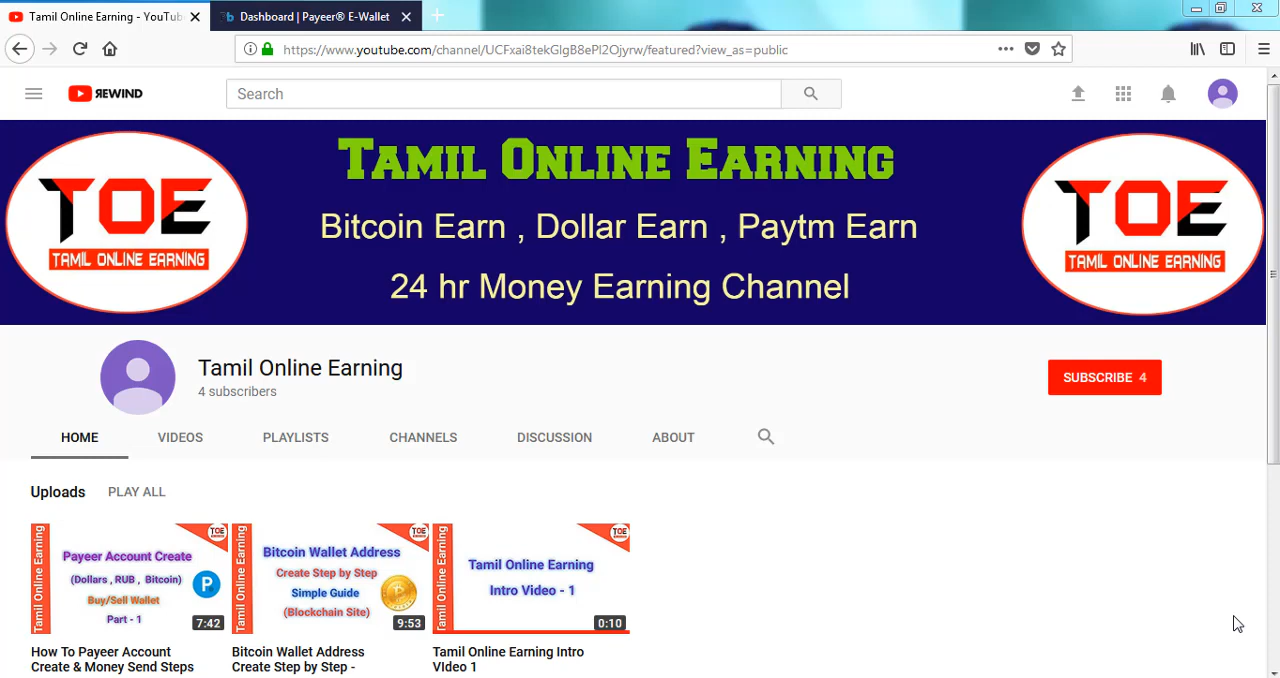 Tamil Online Earning - YouTub
Dashboard | Payeer® E-Wallet
https://www.youtube.com/channel/UCFxai8tekGIgB8ePl2Ojyrw/featured?view_as=public
REWIND
Search
TAMIL ONLINE EARNING
Bitcoin Earn , Dollar Earn , Paytm Earn
24 hr Money Earning Channel
TOE
TAMIL ONLINE EARNING
TOE
TAMIL ONLINE EARNING
Tamil Online Earning
4 subscribers
SUBSCRIBE 4
HOME VIDEOS PLAYLISTS CHANNELS DISCUSSION ABOUT
Uploads PLAY ALL
Tamil Online Earning
TOE
Payeer Account Create
(Dollars , RUB , Bitcoin)
Buy/Sell Wallet
Part - 1
P
7:42
How To Payeer Account
Create & Money Send Steps
Tamil Online Earning
TOE
Bitcoin Wallet Address
Create Step by Step
Simple Guide
(Blockchain Site)
9:53
Bitcoin Wallet Address
Create Step by Step -
Tamil Online Earning
TOE
Tamil Online Earning
Intro Video - 1
0:10
Tamil Online Earning Intro
VIdeo 1